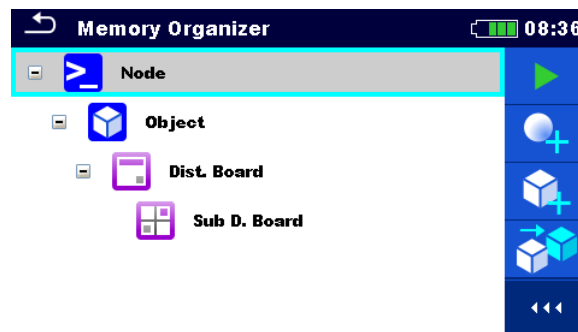 Memory Organizer
08:36
Node
Object
Dist. Board
Sub D. Board